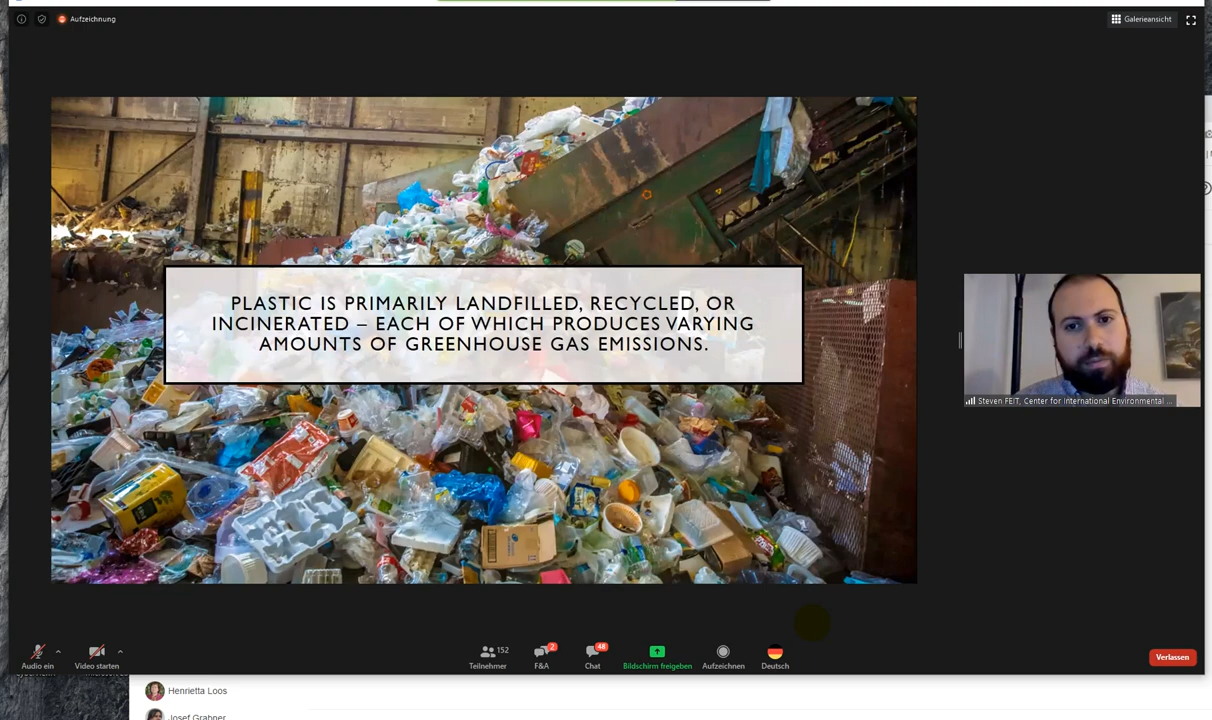 Aufzeichnung
Galerieansicht
PLASTIC IS PRIMARILY LANDFILLED, RECYCLED, OR
INCINERATED – EACH OF WHICH PRODUCES VARYING
AMOUNTS OF GREENHOUSE GAS EMISSIONS.
Steven FEIT, Center for International Environmental ...
Audio ein
Video starten
152
Teilnehmer
2
F&A
48
Chat
Bildschirm freigeben
Aufzeichnen
Deutsch
Verlassen
Henrietta Loos
Josef Grabner